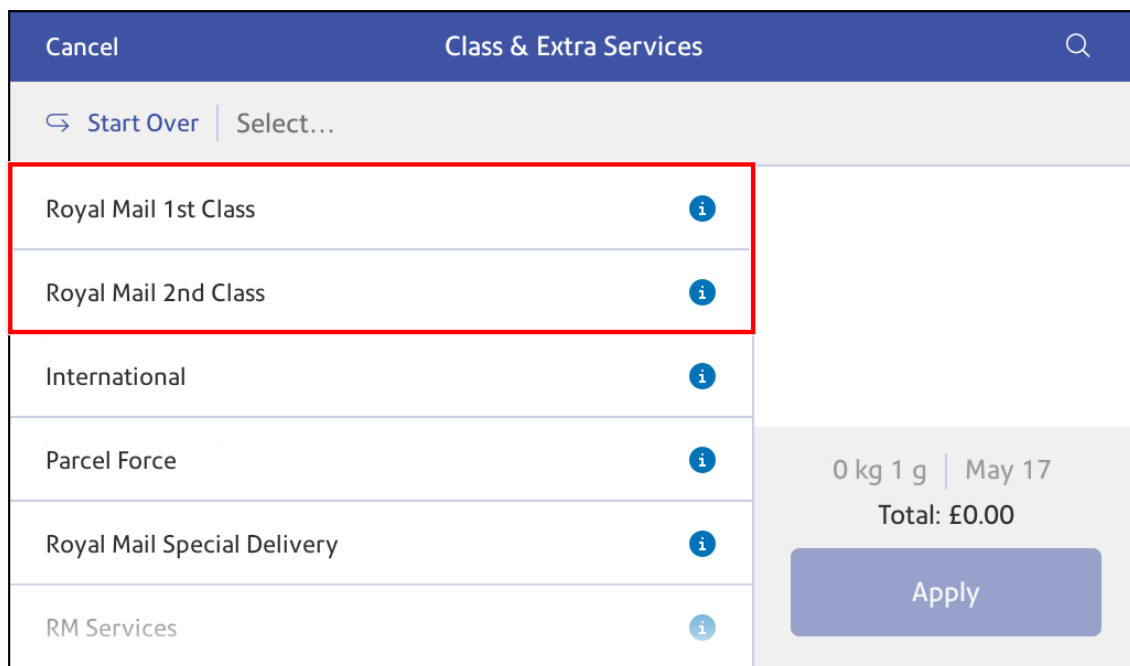 Cancel Class & Extra Services
Start Over Select...
Royal Mail 1st Class
Royal Mail 2nd Class
International
Parcel Force
Royal Mail Special Delivery
RM Services
0 kg 1 g May 17
Total: £0.00
Apply